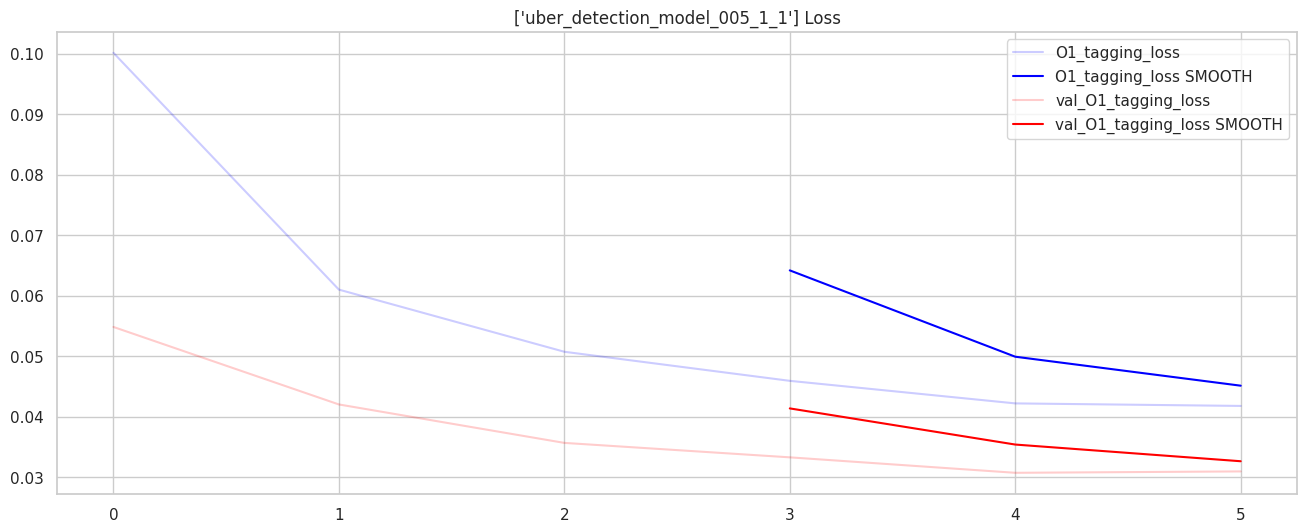 ['uber_detection_model_005_1_1'] Loss
O1_tagging_loss
O1_tagging_loss SMOOTH
val_O1_tagging_loss
val_O1_tagging_loss SMOOTH
0.10
0.09
0.08
0.07
0.06
0.05
0.04
0.03
0 1 2 3 4 5